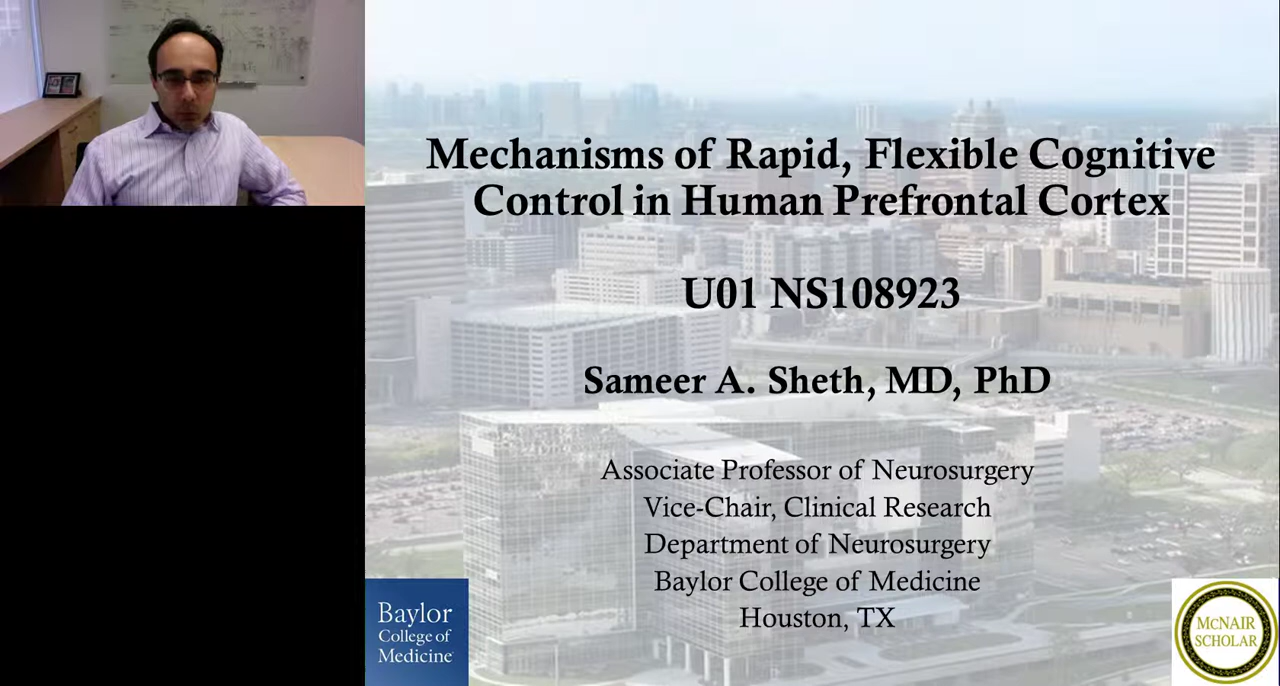 Mechanisms of Rapid, Flexible Cognitive
Control in Human Prefrontal Cortex
U01 NS108923
Sameer A. Sheth, MD, PhD
Associate Professor of Neurosurgery
Vice-Chair, Clinical Research
Department of Neurosurgery
Baylor College of Medicine
Houston, TX
Baylor
College of
Medicine
McNAIR
SCHOLAR